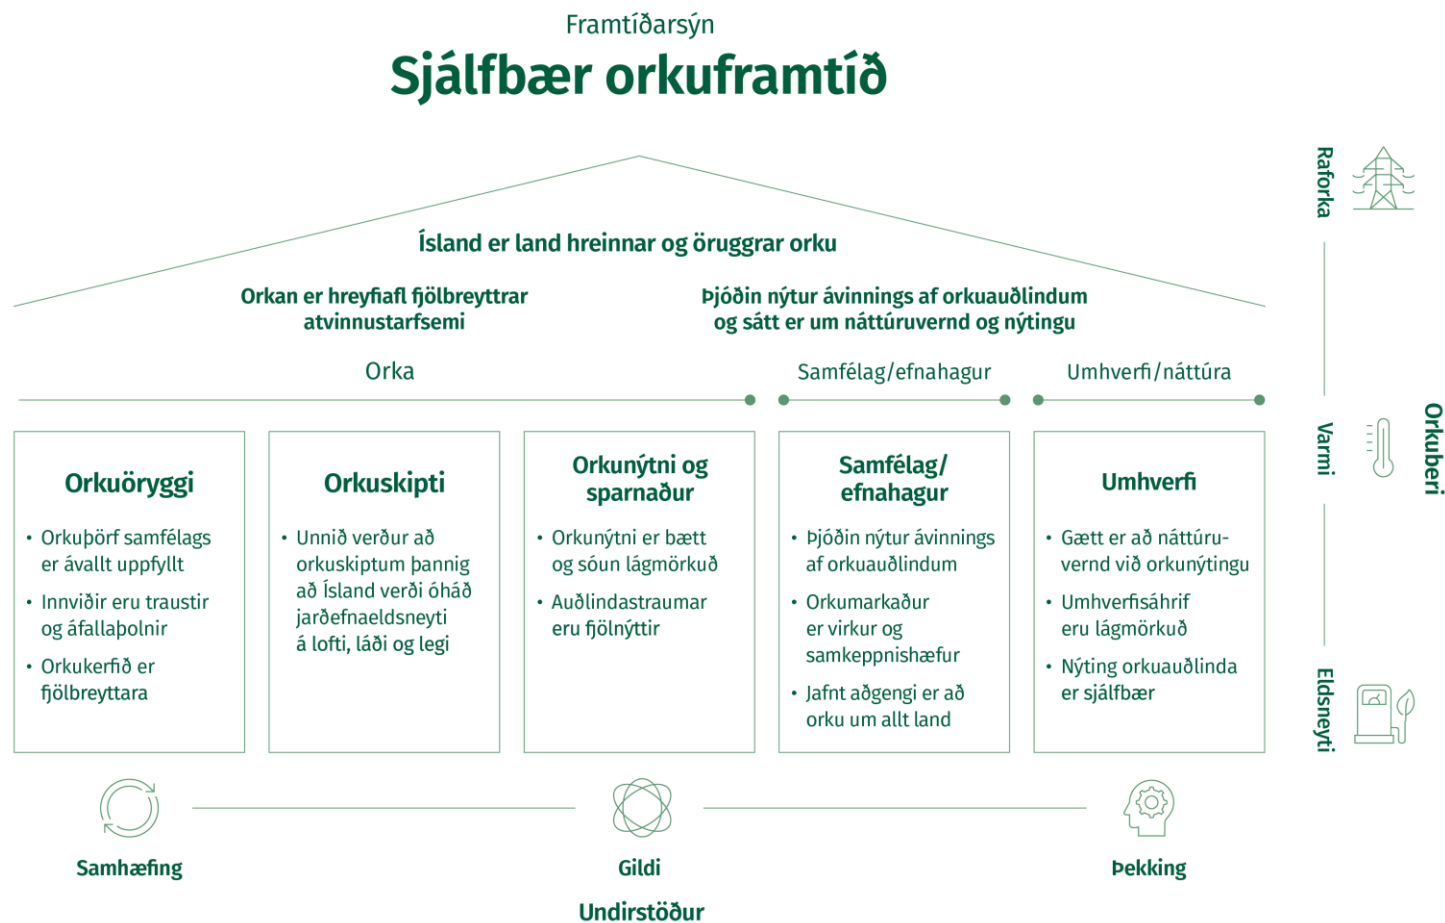 Framtíðarsýn
Sjálfbær orkuframtíð
Ísland er land hreinnar og öruggrar orku
Orkan er hreyfiafl fjölbreyttrar
atvinnustarfsemi
Þjóðin nýtur ávinnings af orkuauðlindum
og sátt er um náttúruvernd og nýtingu
Orka
Samfélag/efnahagur
Umhverfi/náttúra
Orkuöryggi
• Orkuþörf samfélags
er ávallt uppfyllt
• Innviðir eru traustir
og áfallaþolnir
• Orkukerfið er
fjölbreyttara
Orkuskipti
• Unnið verður að
orkuskiptum þannig
að Ísland verði óháð
jarðefnaeldsneyti
á lofti, láði og legi
Orkunýtni og
sparnaður
• Orkunýtni er bætt
og sóun lágmörkuð
• Auðlindastraumar
eru fjölnýttir
Samfélag/
efnahagur
• Þjóðin nýtur ávinnings
af orkuauðlindum
• Orkumarkaður
er virkur og
samkeppnishæfur
• Jafnt aðgengi er að
orku um allt land
Umhverfi
• Gætt er að náttúru-
vernd við orkunýtingu
• Umhverfisáhrif
eru lágmörkuð
• Nýting orkuauðlinda
er sjálfbær
Samhæfing
Gildi
Þekking
Undirstöður
Raforka
Varmi
Eldsneyti
Orkuberi